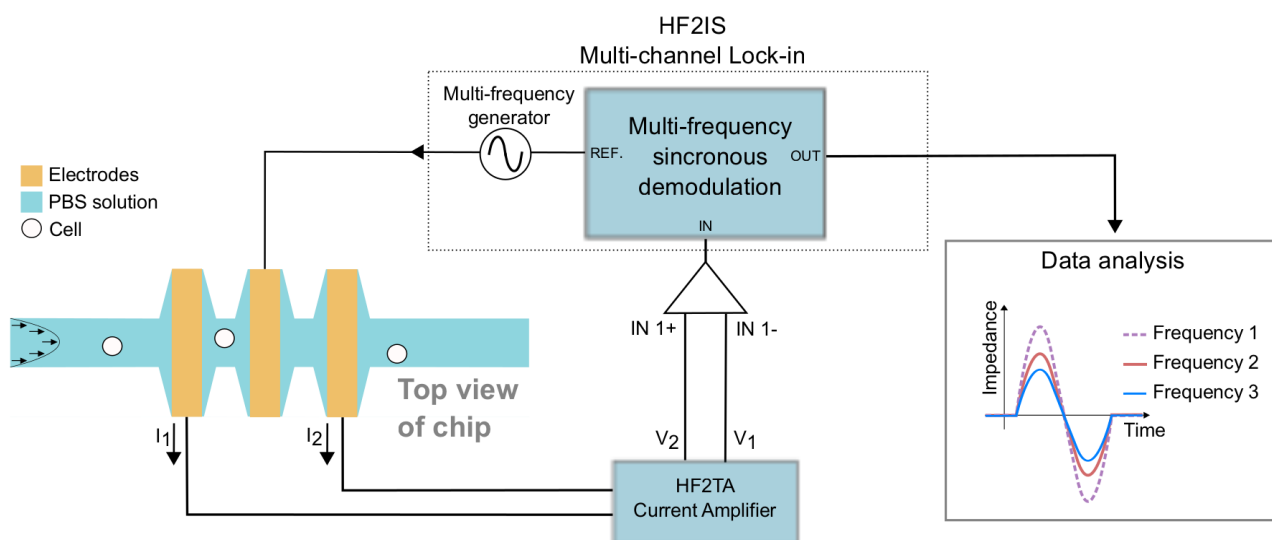 HF2IS
Multi-channel Lock-in
Multi-frequency
generator
Multi-frequency
sincronous
demodulation
REF.
OUT
IN
Electrodes
PBS solution
Cell
IN 1+
IN 1-
Top view
of chip
I1
I2
V2
V1
HF2TA
Current Amplifier
Data analysis
Impedance
Frequency 1
Frequency 2
Frequency 3
Time